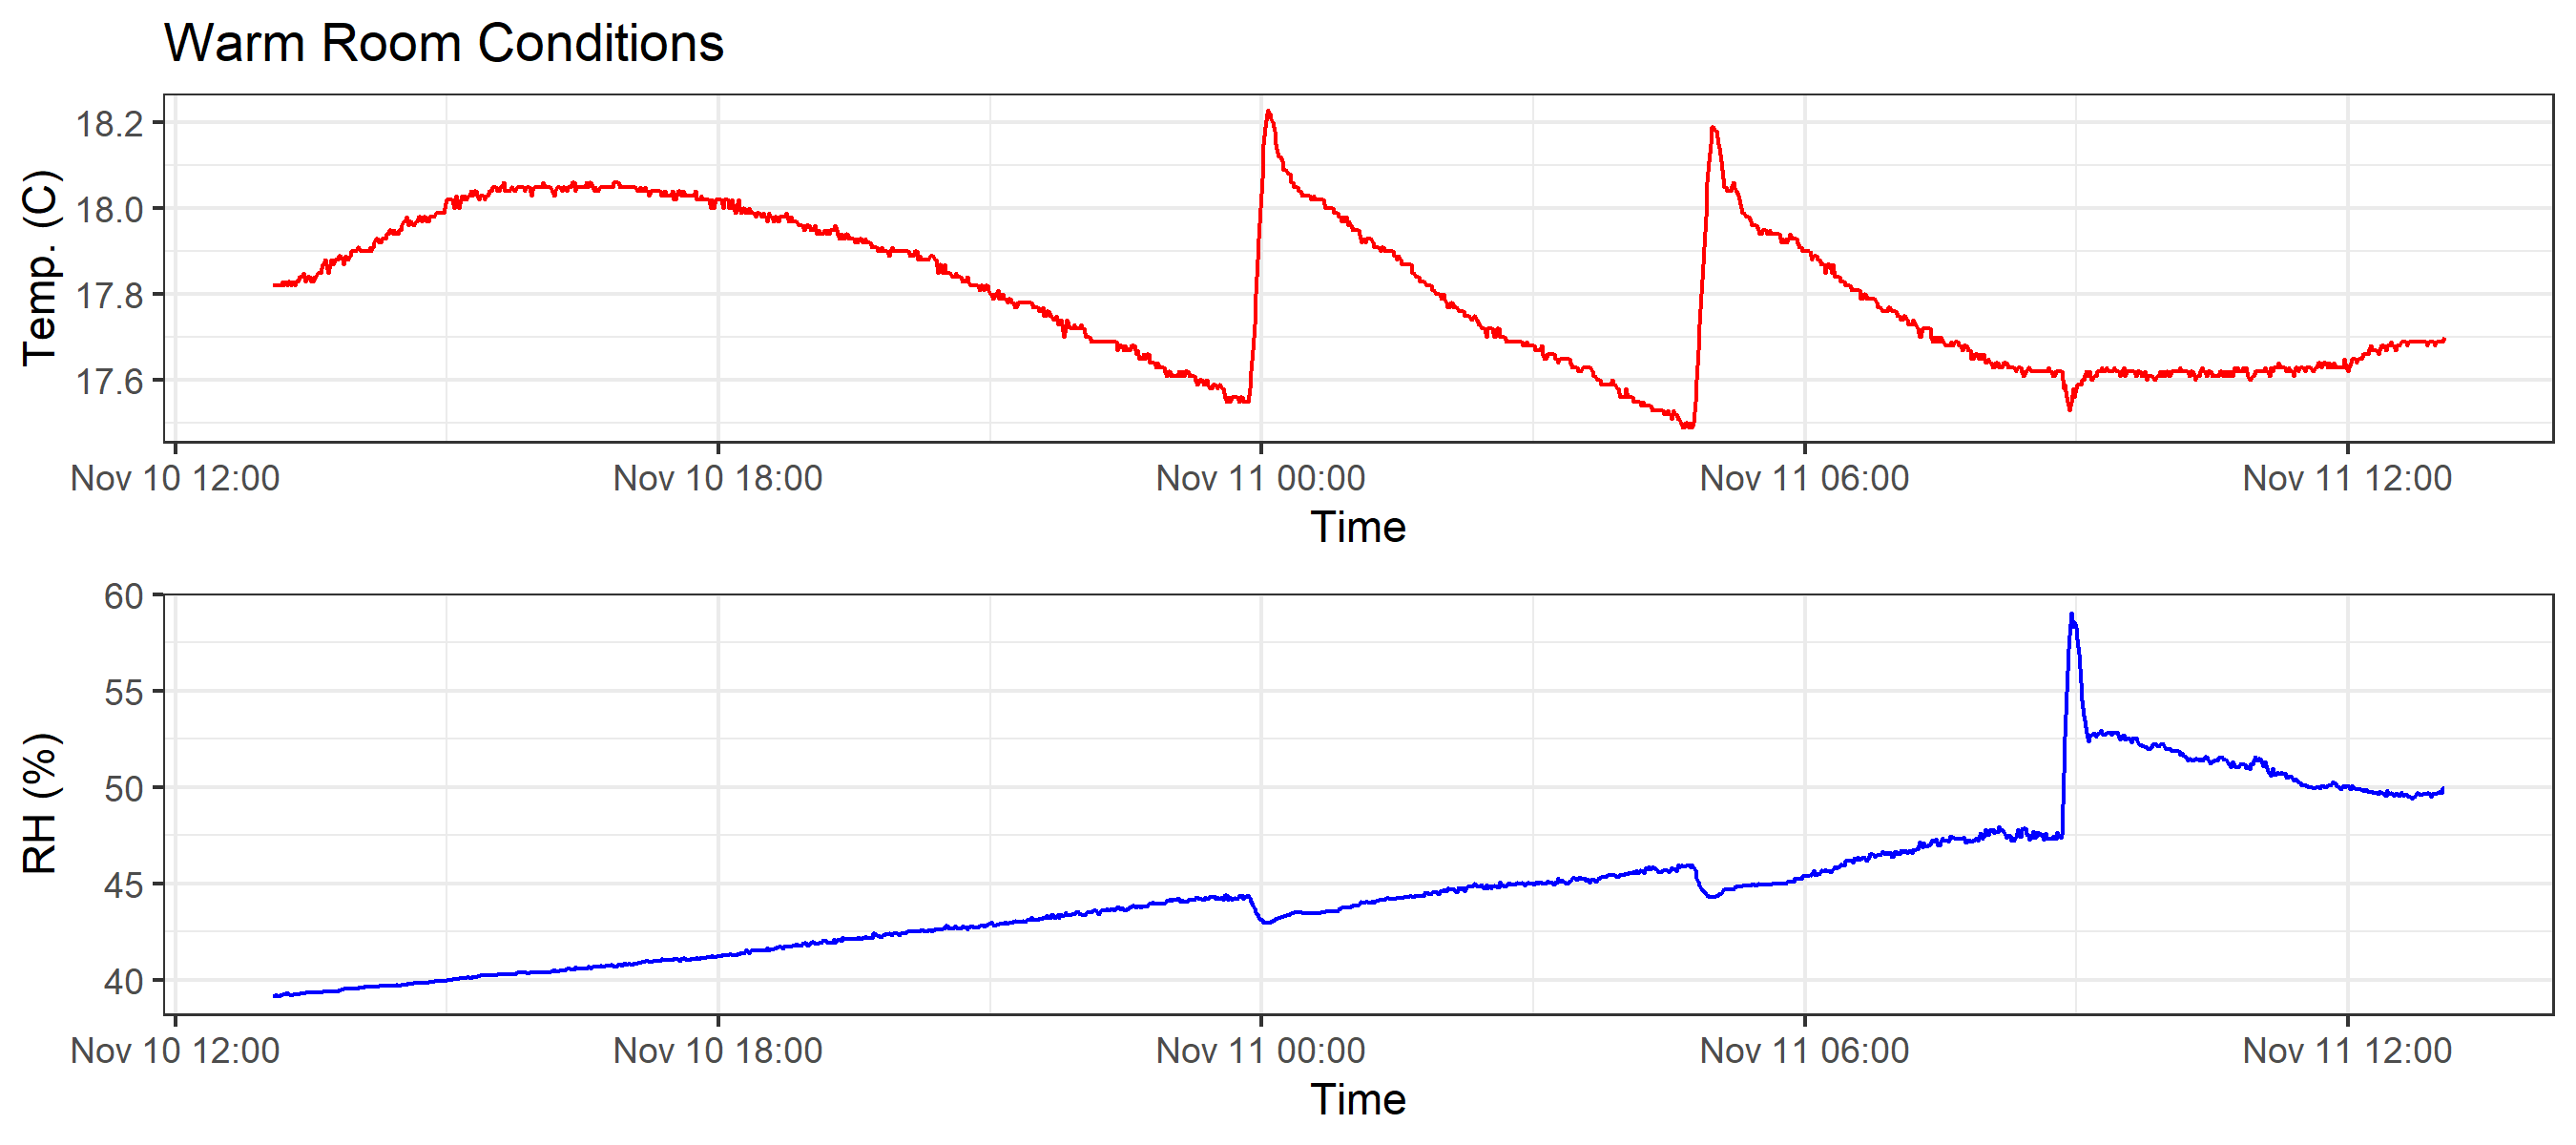 Warm Room Conditions
Temp. (C)
18.2
18.0
17.8
17.6
Nov 10 12:00 Nov 10 18:00 Nov 11 00:00 Nov 11 06:00 Nov 11 12:00
Time
RH (%)
60
55
50
45
40
Nov 10 12:00 Nov 10 18:00 Nov 11 00:00 Nov 11 06:00 Nov 11 12:00
Time